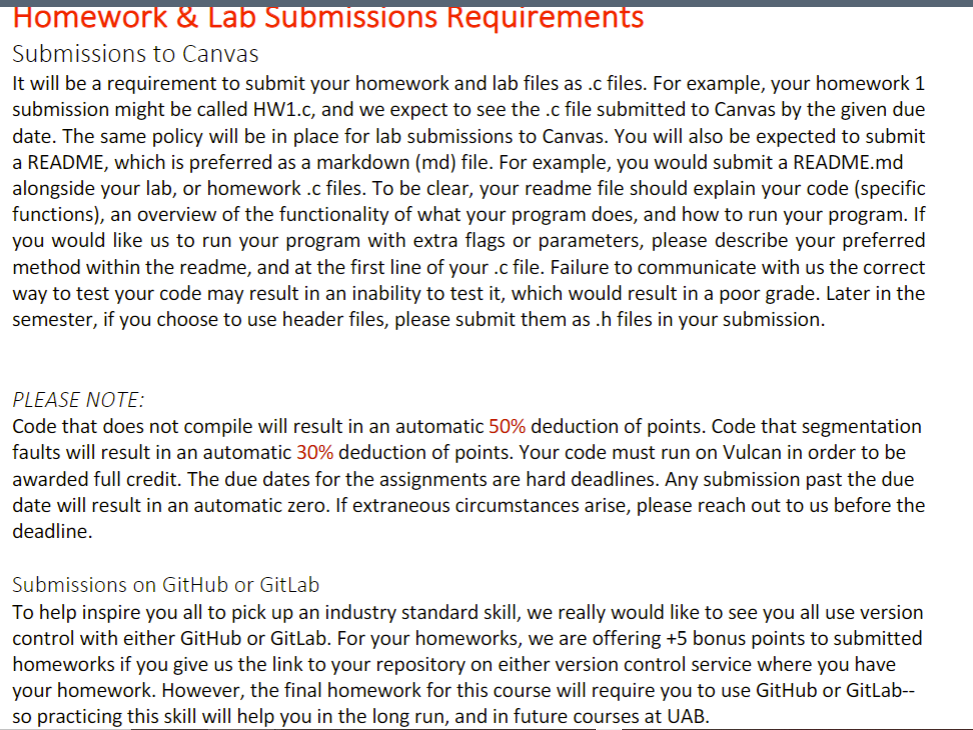 Homework & Lab Submissions Requirements
Submissions to Canvas
It will be a requirement to submit your homework and lab files as .c files. For example, your homework 1
submission might be called HW1.c, and we expect to see the .c file submitted to Canvas by the given due
date. The same policy will be in place for lab submissions to Canvas. You will also be expected to submit
a README, which is preferred as a markdown (md) file. For example, you would submit a README.md
alongside your lab, or homework .c files. To be clear, your readme file should explain your code (specific
functions), an overview of the functionality of what your program does, and how to run your program. If
you would like us to run your program with extra flags or parameters, please describe your preferred
method within the readme, and at the first line of your .c file. Failure to communicate with us the correct
way to test your code may result in an inability to test it, which would result in a poor grade. Later in the
semester, if you choose to use header files, please submit them as .h files in your submission.
PLEASE NOTE:
Code that does not compile will result in an automatic 50% deduction of points. Code that segmentation
faults will result in an automatic 30% deduction of points. Your code must run on Vulcan in order to be
awarded full credit. The due dates for the assignments are hard deadlines. Any submission past the due
date will result in an automatic zero. If extraneous circumstances arise, please reach out to us before the
deadline.
Submissions on GitHub or GitLab
To help inspire you all to pick up an industry standard skill, we really would like to see you all use version
control with either GitHub or GitLab. For your homeworks, we are offering +5 bonus points to submitted
homeworks if you give us the link to your repository on either version control service where you have
your homework. However, the final homework for this course will require you to use GitHub or GitLab--
so practicing this skill will help you in the long run, and in future courses at UAB.